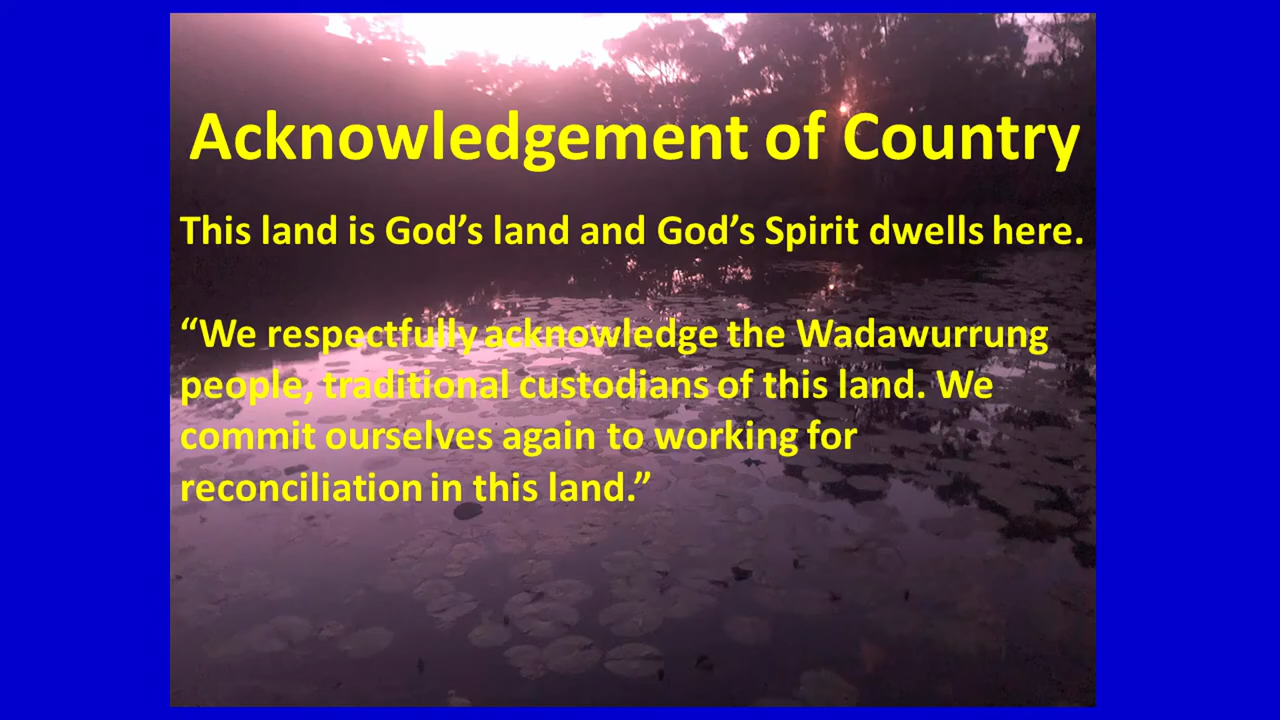 Acknowledgement of Country
This land is God’s land and God’s Spirit dwells here.
“We respectfully acknowledge the Wadawurrung
people, traditional custodians of this land. We
commit ourselves again to working for
reconciliation in this land.”